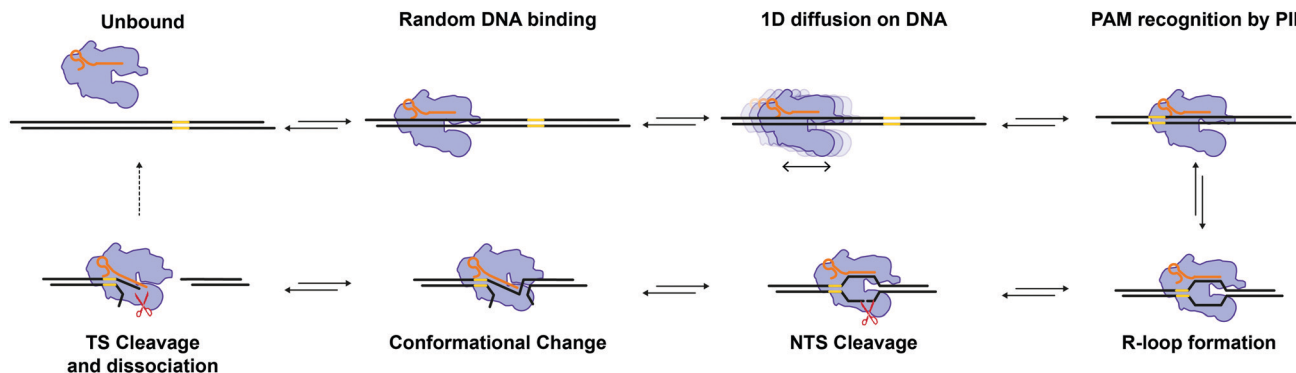 Unbound
Random DNA binding
1D diffusion on DNA
PAM recognition by PI
TS Cleavage
and dissociation
Conformational Change
NTS Cleavage
R-loop formation